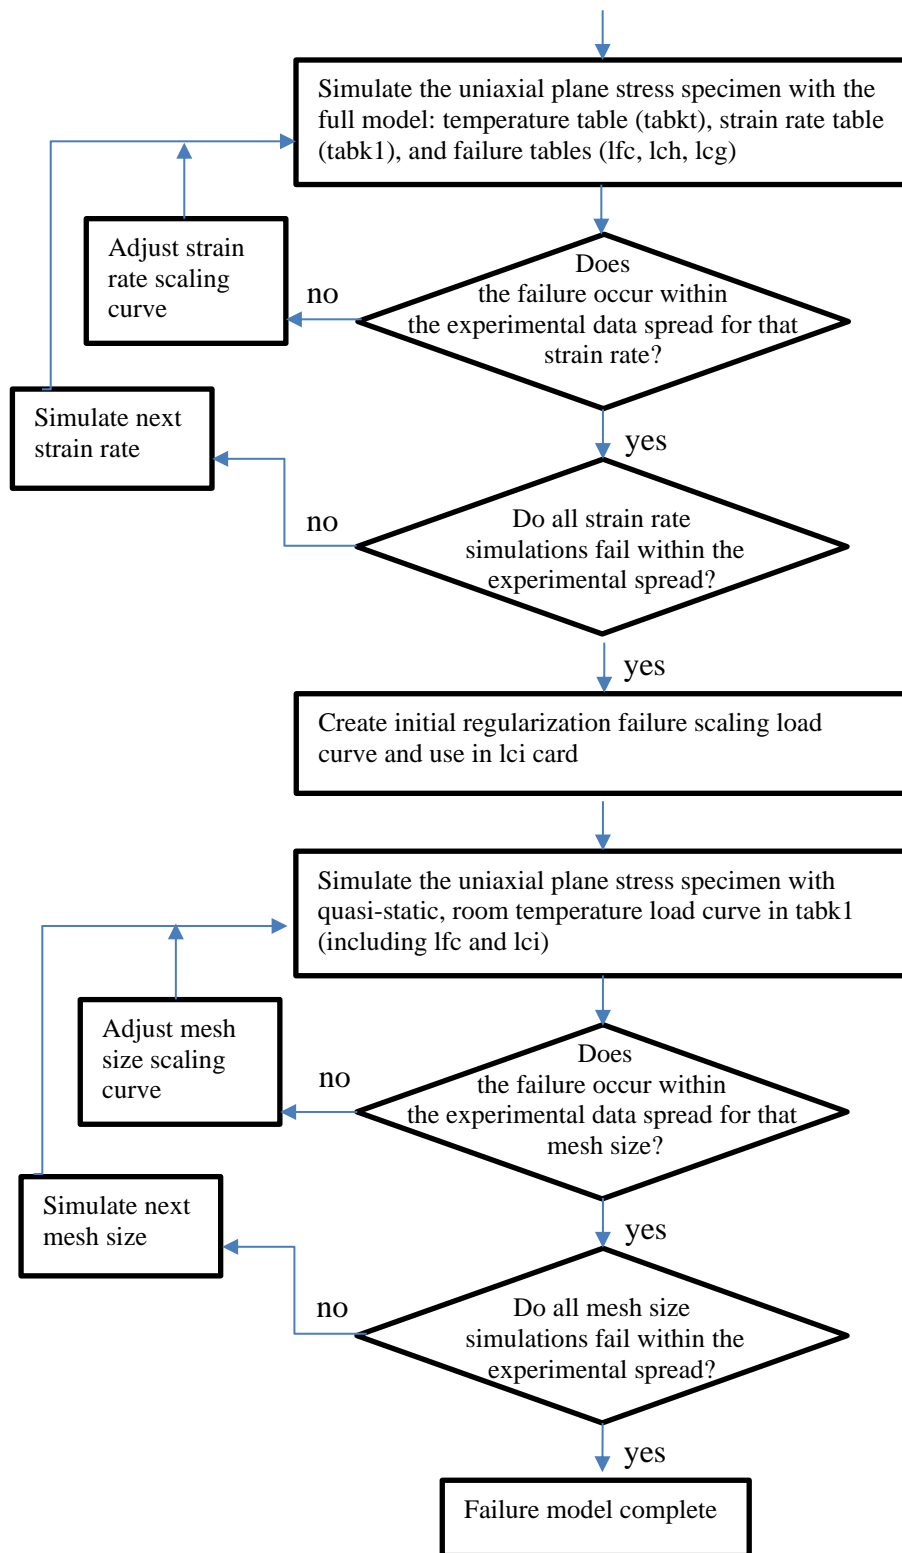 Simulate the uniaxial plane stress specimen with the
full model: temperature table (tabkt), strain rate table
(tabk1), and failure tables (lfc, lch, lcg)
Adjust strain
rate scaling
curve
no
Does
the failure occur within
the experimental data spread for that
strain rate?
Simulate next
strain rate
yes
no
Do all strain rate
simulations fail within the
experimental spread?
yes
Create initial regularization failure scaling load
curve and use in lci card
Simulate the uniaxial plane stress specimen with
quasi-static, room temperature load curve in tabk1
(including lfc and lci)
Adjust mesh
size scaling
curve
no
Does
the failure occur within
the experimental data spread for that
mesh size?
Simulate next
mesh size
yes
no
Do all mesh size
simulations fail within the
experimental spread?
yes
Failure model complete